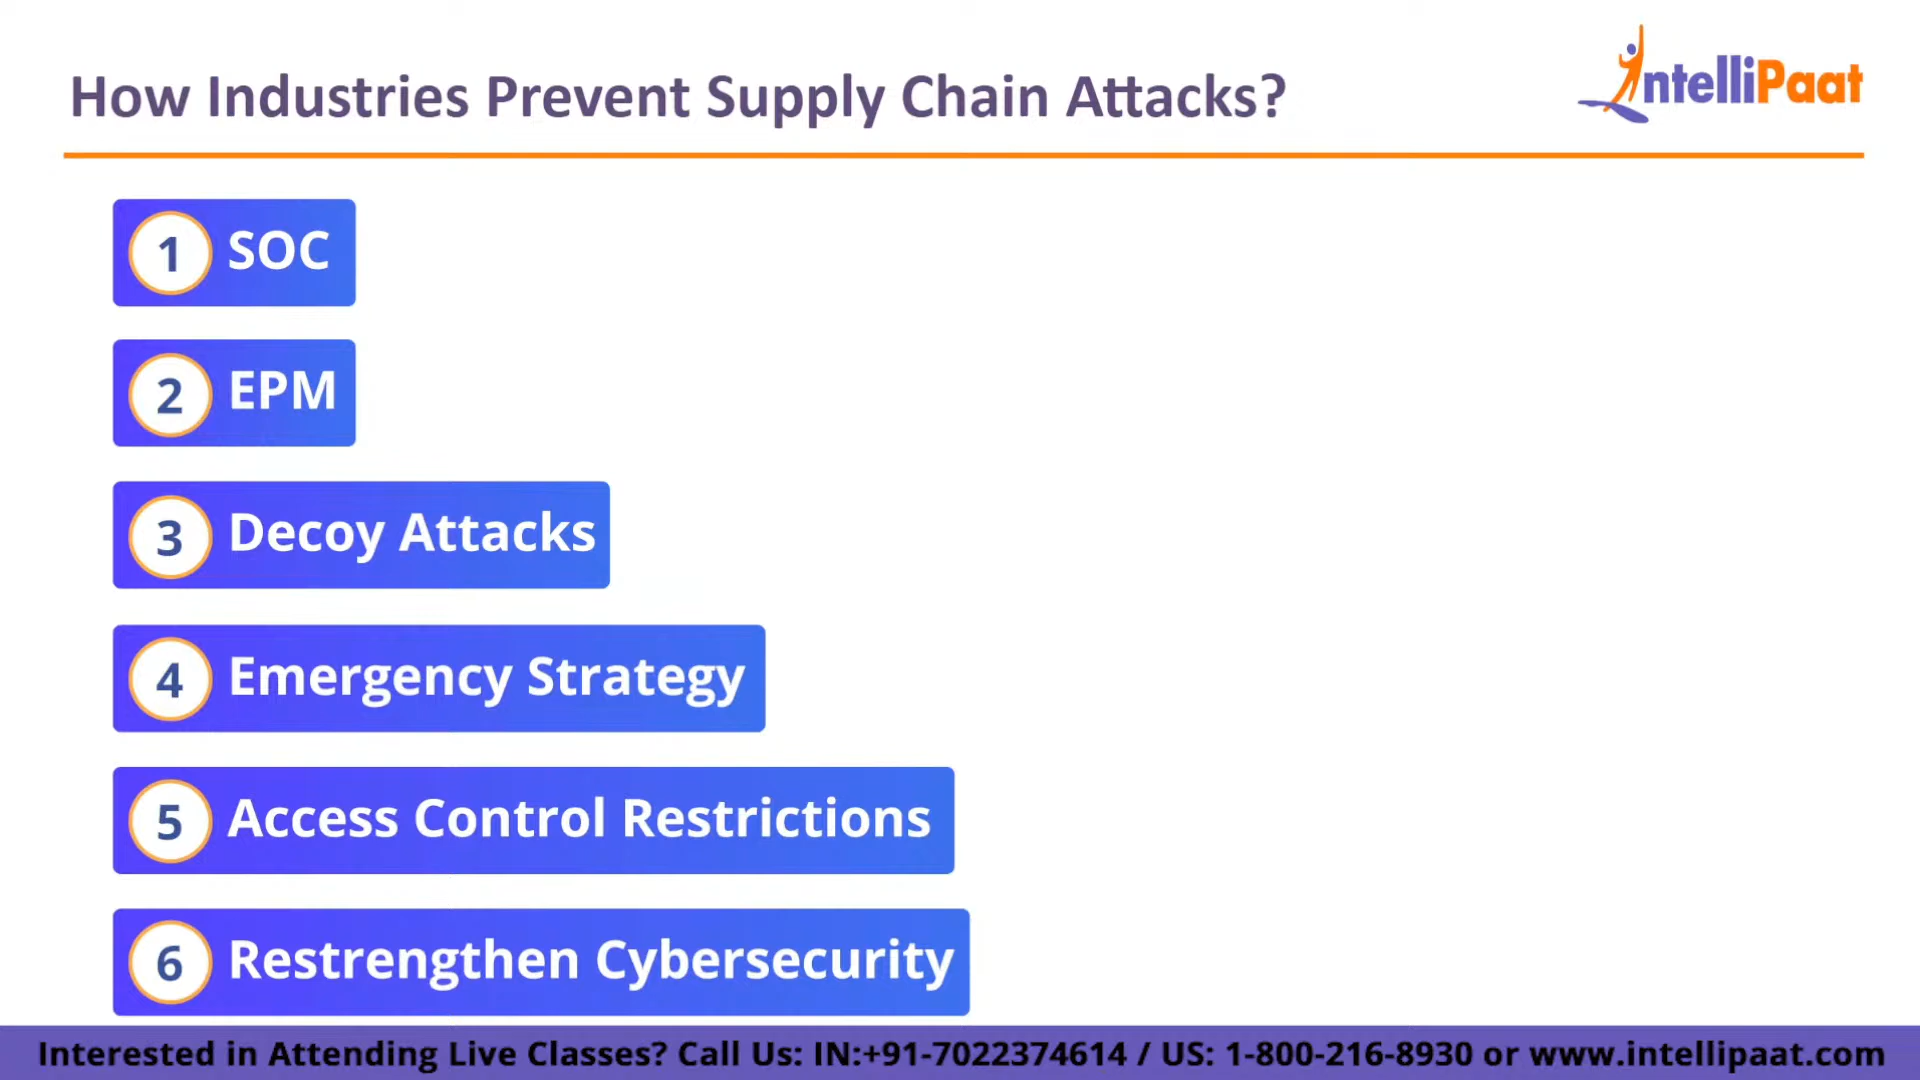 How Industries Prevent Supply Chain Attacks?
IntelliPaat
1 SOC
2 EPM
3 Decoy Attacks
4 Emergency Strategy
5 Access Control Restrictions
6 Restrengthen Cybersecurity
Interested in Attending Live Classes? Call Us: IN:+91-7022374614 / US: 1-800-216-8930 or www.intellipaat.com